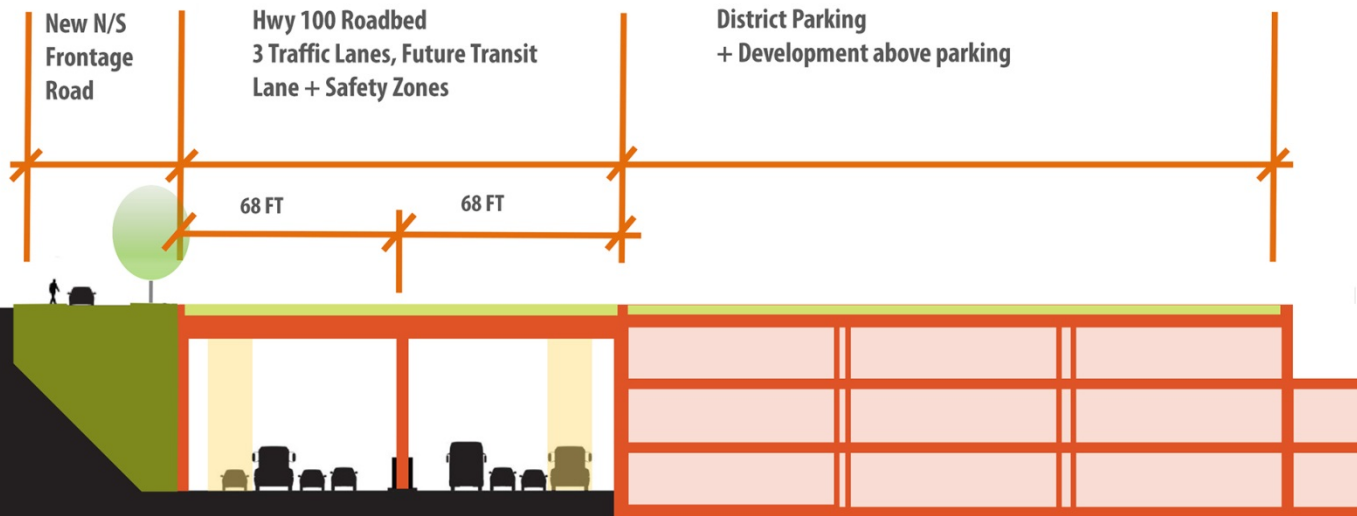 New N/S
Frontage
Road
Hwy 100 Roadbed
3 Traffic Lanes, Future Transit
Lane + Safety Zones
District Parking
+ Development above parking
68 FT
68 FT